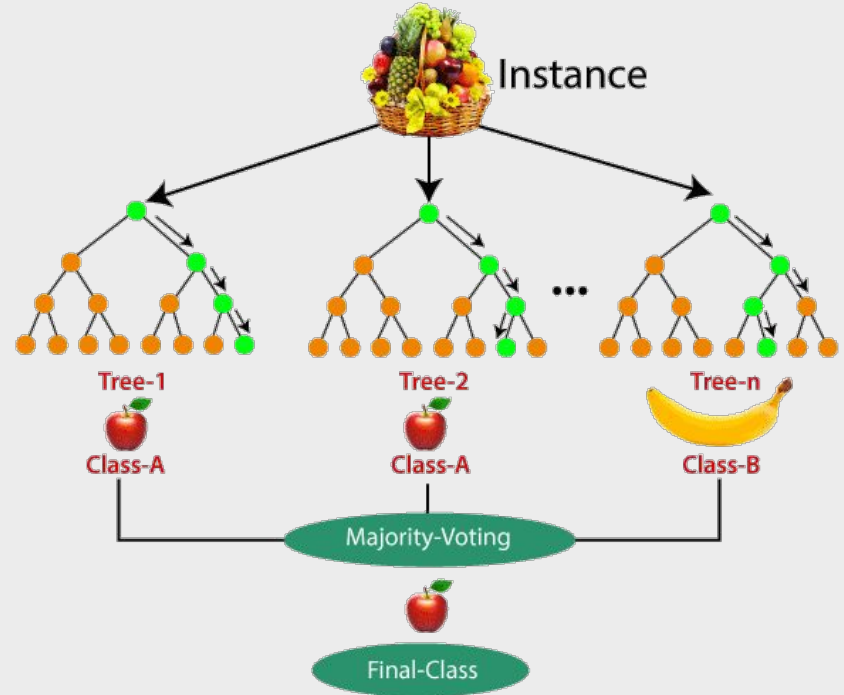 Instance
...
Tree-1
Tree-2
Tree-n
Class-A
Class-A
Class-B
Majority-Voting
Final-Class